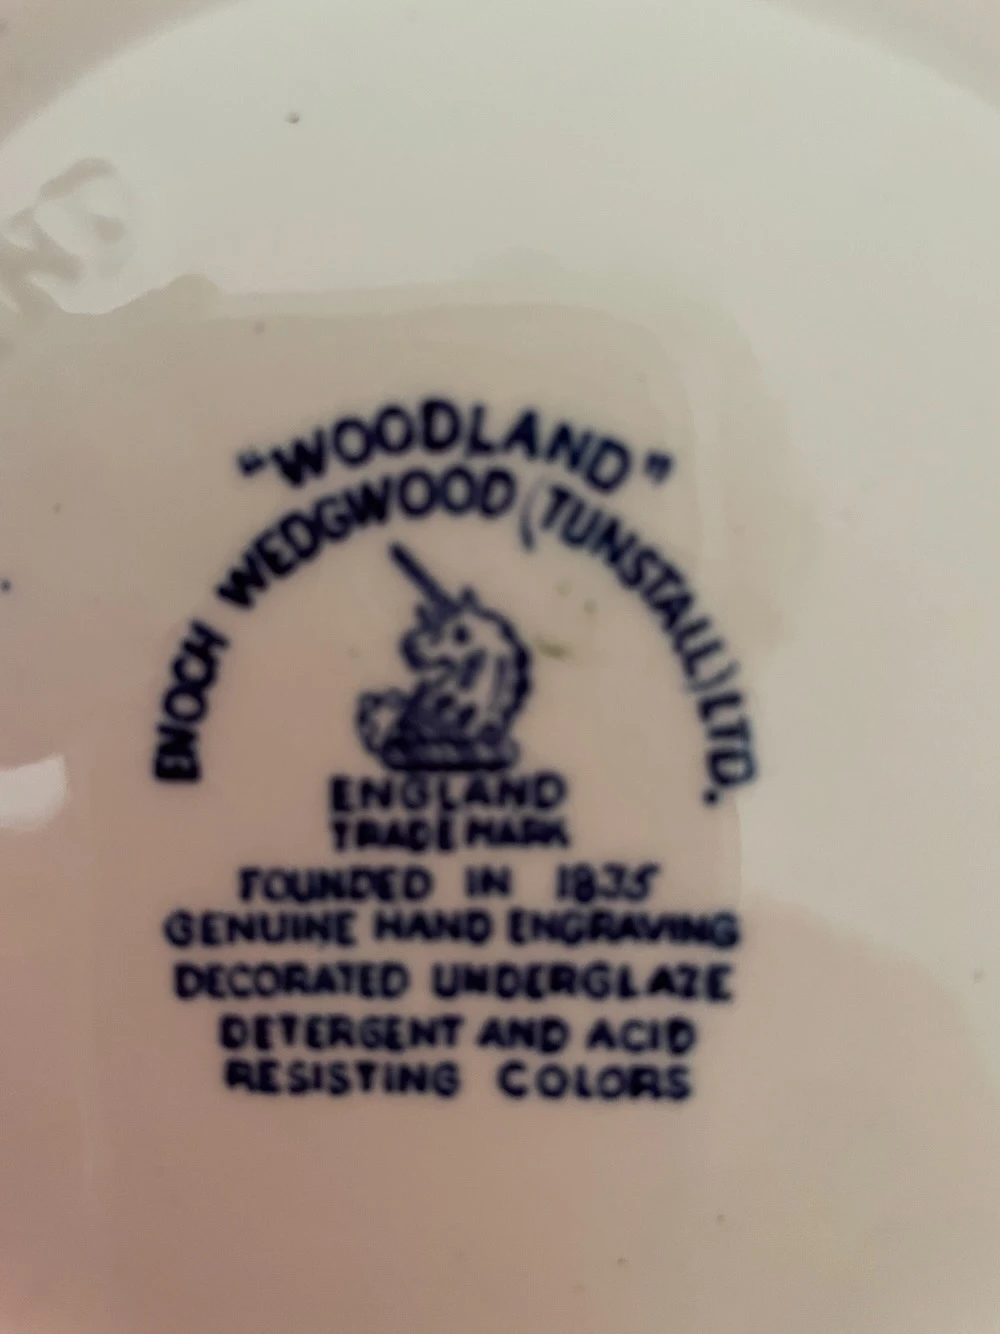 "WOODLAND"
ENOCH WEDGWOOD (TUNSTALL) LTD.
ENGLAND
TRADE MARK
FOUNDED IN 1835
GENUINE HAND ENGRAVING
DECORATED UNDERGLAZE
DETERGENT AND ACID
RESISTING COLORS